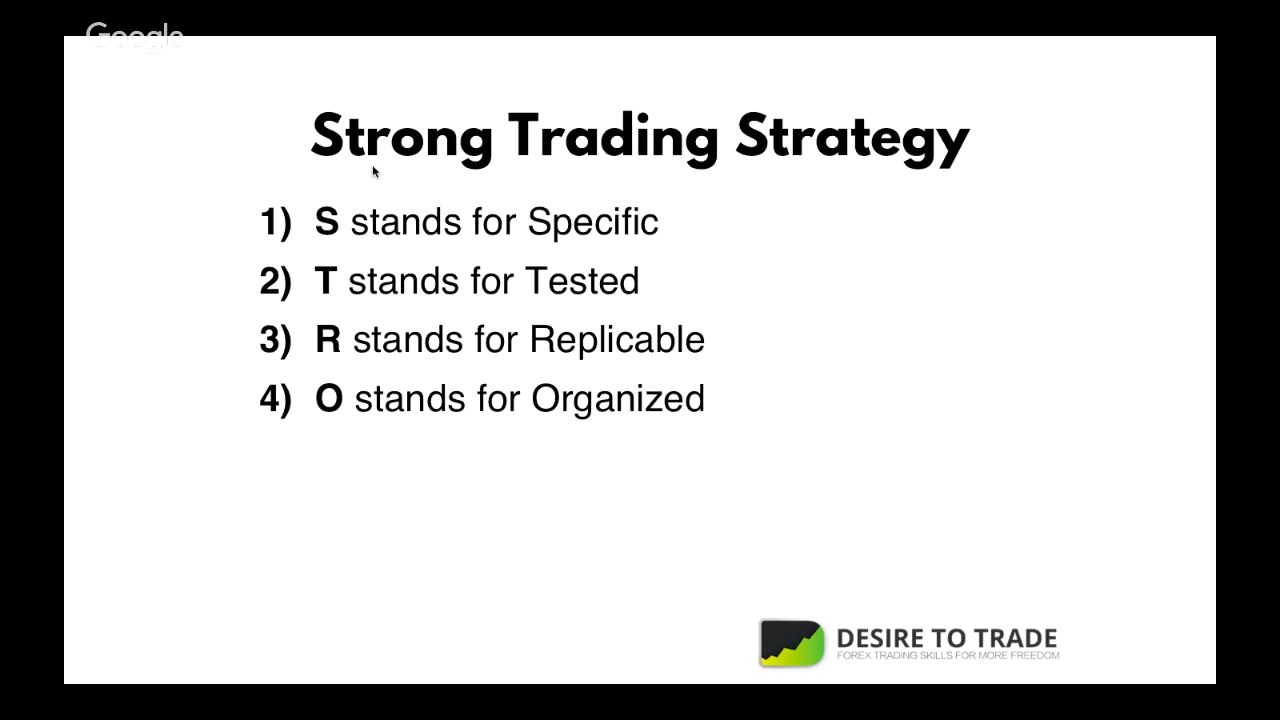 Google
Strong Trading Strategy
1) S stands for Specific
2) T stands for Tested
3) R stands for Replicable
4) O stands for Organized
DESIRE TO TRADE
FOREX TRADING SKILLS FOR MORE FREEDOM